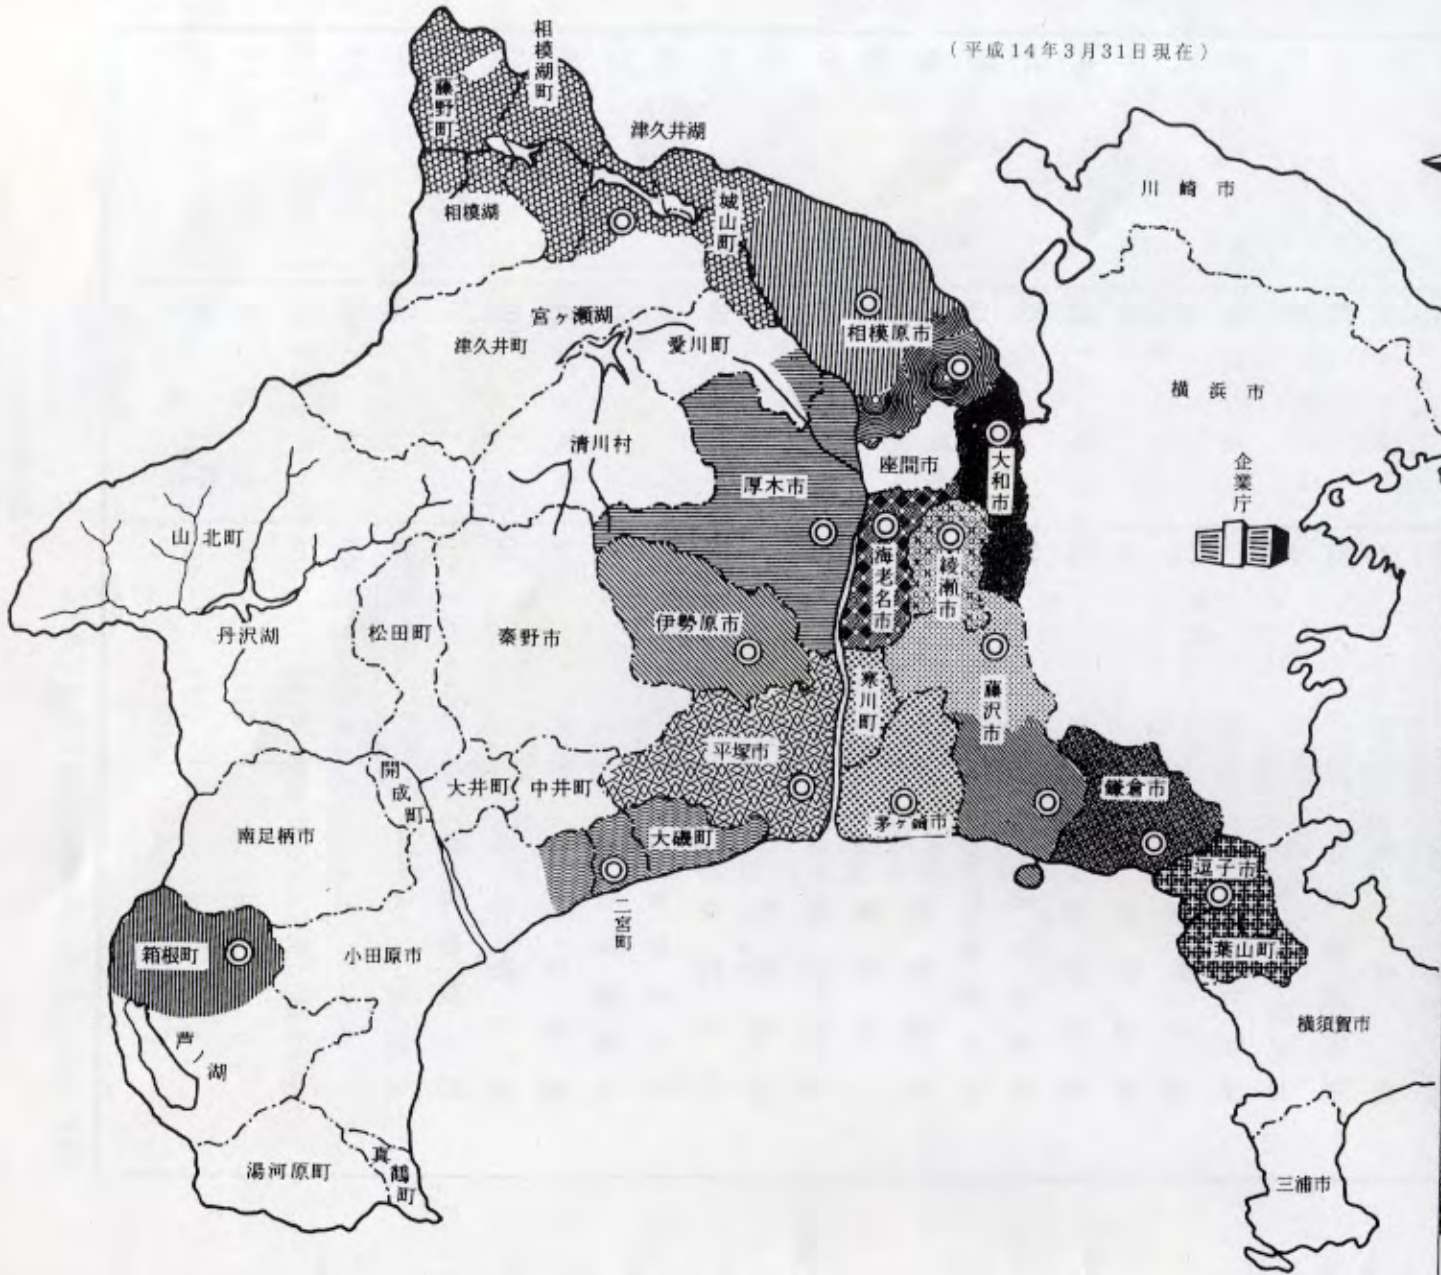 (平成14年3月31日現在)
相模湖町
藤野町
津久井湖
川崎市
相模湖
城山町
宮ヶ瀬湖
津久井町
愛川町
相模原市
横浜市
清川村
座間市
大和市
企業庁
厚木市
山北町
海老名市
綾瀬市
丹沢湖
松田町
秦野市
伊勢原市
寒川町
藤沢市
平塚市
開成町
大井町
中井町
鎌倉市
南足柄市
大磯町
茅ヶ崎市
逗子市
二宮町
箱根町
小田原市
葉山町
芦ノ湖
横須賀市
湯河原町
真鶴町
三浦市